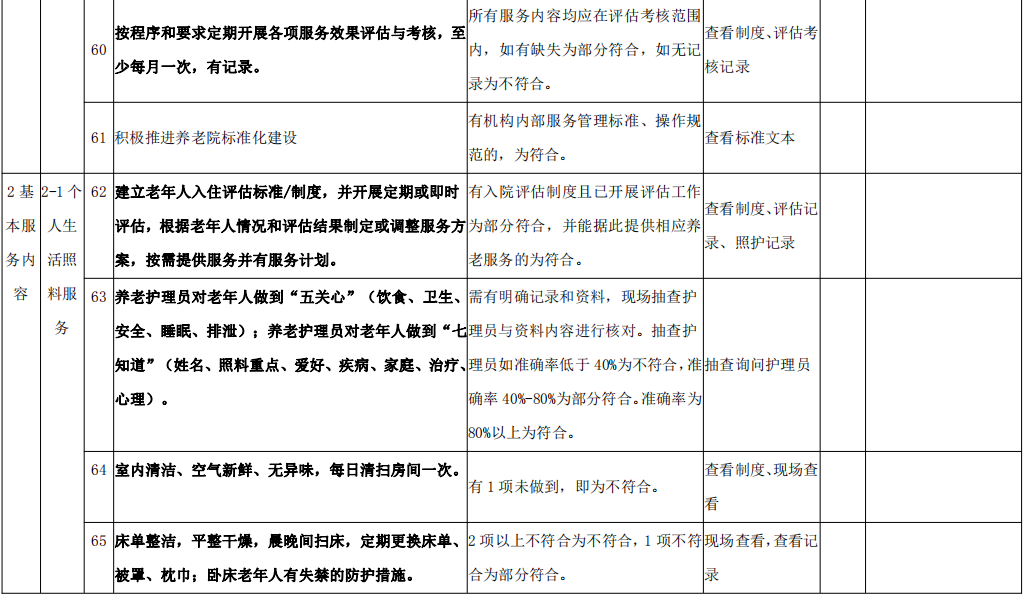 60
按程序和要求定期开展各项服务效果评估与考核，至
少每月一次，有记录。
所有服务内容均应在评估考核范围
内，如有缺失为部分符合，如无记
录为不符合。
查看制度、评估考
核记录
61
积极推进养老院标准化建设
有机构内部服务管理标准、操作规
范的，为符合。
查看标准文本
2 基
本服
务内
容
2-1 个
人生
活照
料服
务
62
建立老年人入住评估标准/制度，并开展定期或即时
评估，根据老年人情况和评估结果制定或调整服务方
案，按需提供服务并有服务计划。
有入院评估制度且已开展评估工作
为部分符合，并能据此提供相应养
老服务的为符合。
查看制度、评估记
录、照护记录
63
养老护理员对老年人做到“五关心”（饮食、卫生、
安全、睡眠、排泄）；养老护理员对老年人做到“七
知道”（姓名、照料重点、爱好、疾病、家庭、治疗、
心理）。
需有明确记录和资料，现场抽查护
理员与资料内容进行核对。抽查护
理员如准确率低于 40%为不符合，准
确率 40%-80%为部分符合。准确率为
80%以上为符合。
抽查询问护理员
64
室内清洁、空气新鲜、无异味，每日清扫房间一次。
有 1 项未做到，即为不符合。
查看制度、现场查
看
65
床单整洁，平整干燥，晨晚间扫床，定期更换床单、
被罩、枕巾；卧床老年人有失禁的防护措施。
2 项以上不符合为不符合，1 项不符
合为部分符合。
现场查看，查看记
录